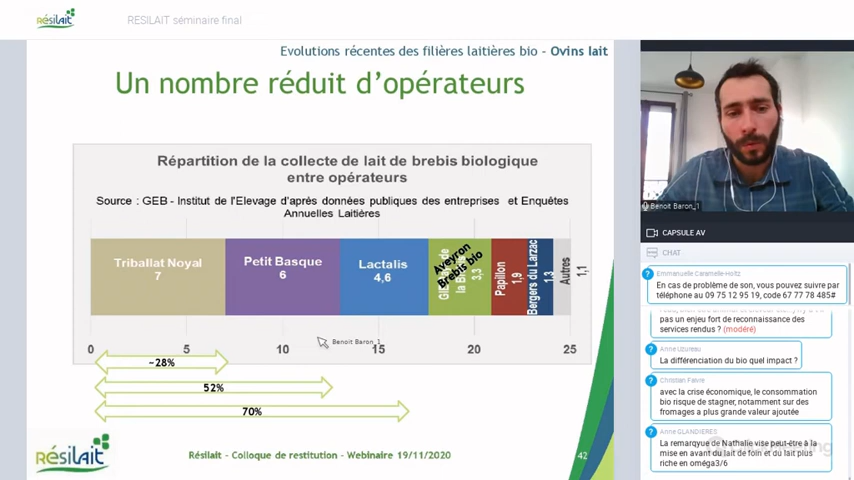 résilait
RESILAIT séminaire final
Evolutions récentes des filières laitières bio - Ovins lait
Un nombre réduit d'opérateurs
Répartition de la collecte de lait de brebis biologique
entre opérateurs
Source : GEB - Institut de l'Elevage d'après données publiques des entreprises et Enquêtes
Annuelles Laitières
Triballat Noyal
7
Petit Basque
6
Lactalis
4,6
Aveyron
Brebis bio
3,3
Papillon
1,9
Bergers du Larzac
1,3
Autres
1,1
0
5
10
15
20
25
Benoit Baron_1
~28%
52%
70%
Résilait
Résilait - Colloque de restitution - Webinaire 19/11/2020
42
Benoit Baron_1
CAPSULE AV
CHAT
Emmanuelle Caramelle-Holtz
En cas de problème de son, vous pouvez suivre par
téléphone au 09 75 12 95 19, code 67 77 78 485#
pas un enjeu fort de reconnaissance des
services rendus ? (modéré)
Anne Uzureau
La différenciation du bio quel impact ?
Christian Faivre
avec la crise économique, le consommation
bio risque de stagner, notamment sur des
fromages a plus grande valeur ajoutée
Anne GLANDIERES
La remarqye de Nathalie vise peut-être à la
mise en avant du lait de foin et du lait plus
riche en oméga3/6